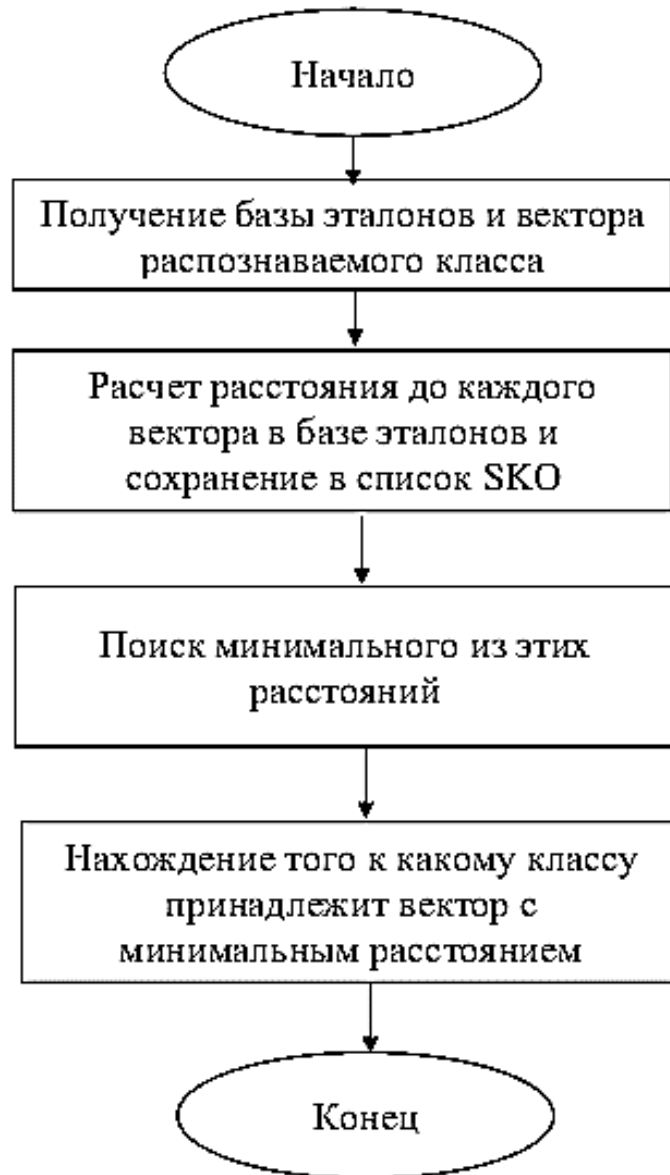 Начало
Получение базы эталонов и вектора
распознаваемого класса
Расчет расстояния до каждого
вектора в базе эталонов и
сохранение в список SKO
Поиск минимального из этих
расстояний
Нахождение того к какому классу
принадлежит вектор с
минимальным расстоянием
Конец